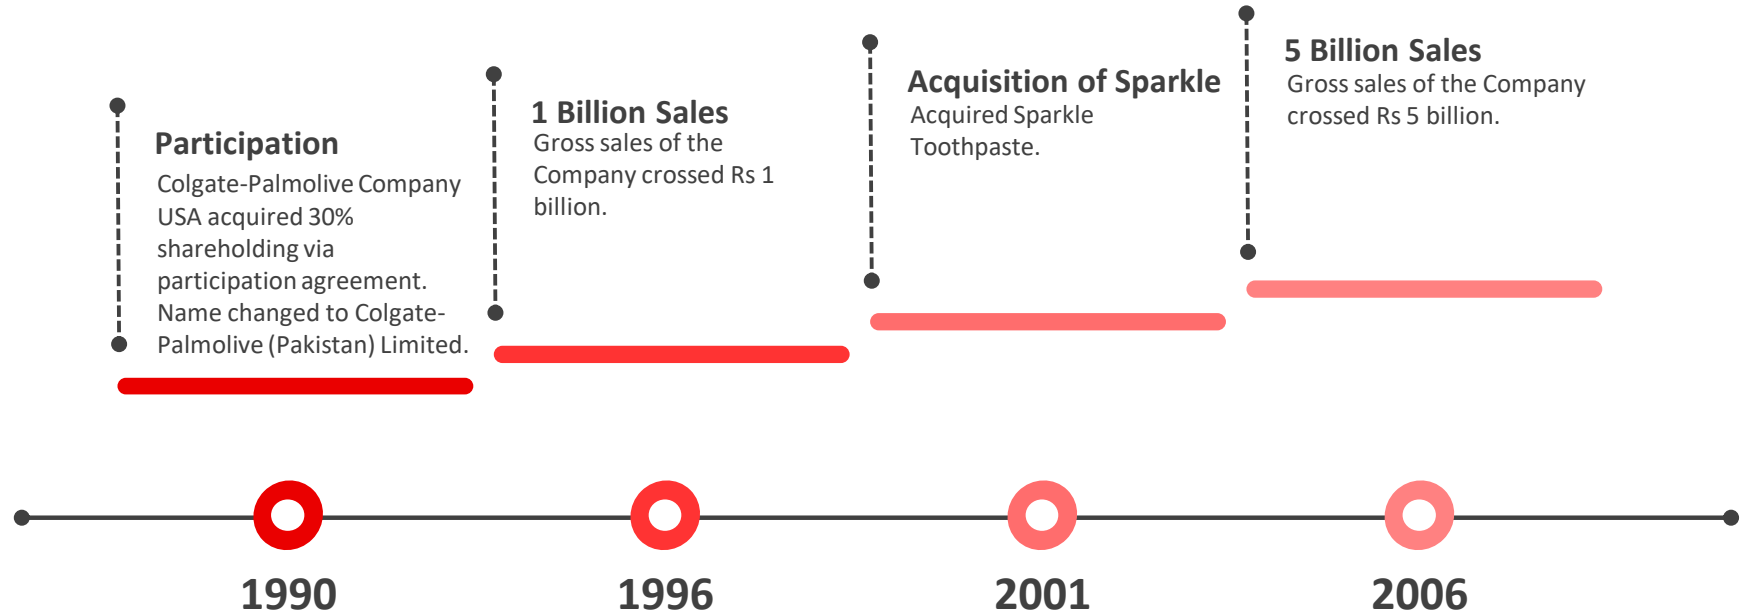 Participation
Colgate-Palmolive Company
USA acquired 30%
shareholding via
participation agreement.
Name changed to Colgate-
Palmolive (Pakistan) Limited.
1 Billion Sales
Gross sales of the
Company crossed Rs 1
billion.
Acquisition of Sparkle
Acquired Sparkle
Toothpaste.
5 Billion Sales
Gross sales of the Company
crossed Rs 5 billion.
1990
1996
2001
2006